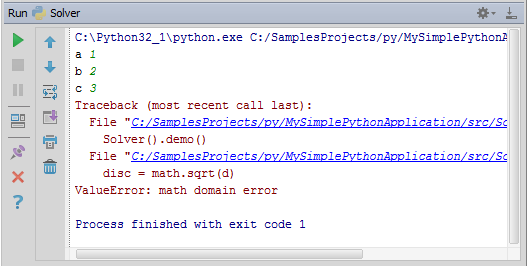 Run Solver
C:\Python32_1\python.exe C:/SamplesProjects/py/MySimplePythonA
a 1
b 2
c 3
Traceback (most recent call last):
File "C:/SamplesProjects/py/MySimplePythonApplication/src/So
Solver().demo()
File "C:/SamplesProjects/py/MySimplePythonApplication/src/So
disc = math.sqrt(d)
ValueError: math domain error
Process finished with exit code 1